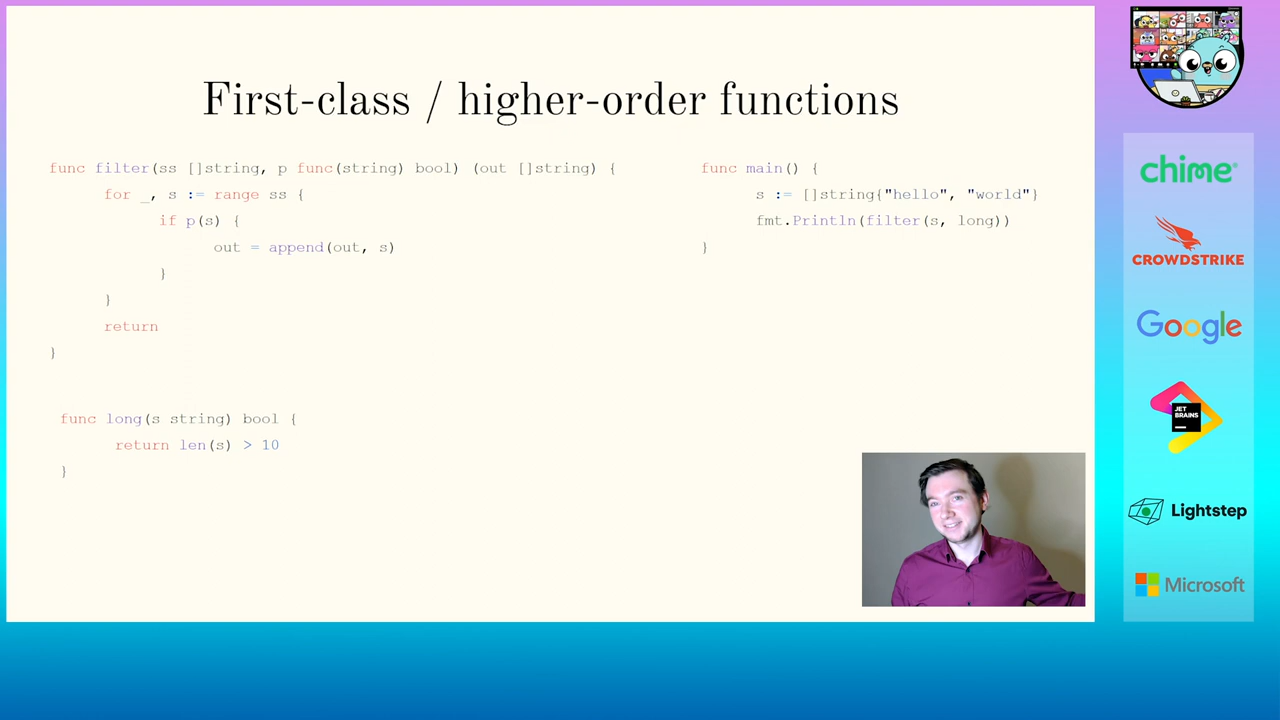 First-class / higher-order functions
func filter(ss []string, p func(string) bool) (out []string) {
for _, s := range ss {
if p(s) {
out = append(out, s)
}
}
return
}
func long(s string) bool {
return len(s) > 10
}
func main() {
s := []string{"hello", "world"}
fmt.Println(filter(s, long))
}
chime
CROWDSTRIKE
Google
JET
BRAINS
Lightstep
Microsoft